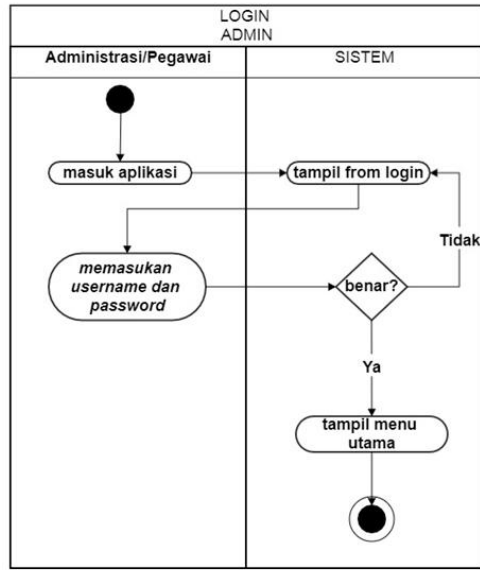 LOGIN
ADMIN
Administrasi/Pegawai
SISTEM
masuk aplikasi
tampil from login
Tidak
memasukan
username dan
password
benar?
Ya
tampil menu
utama